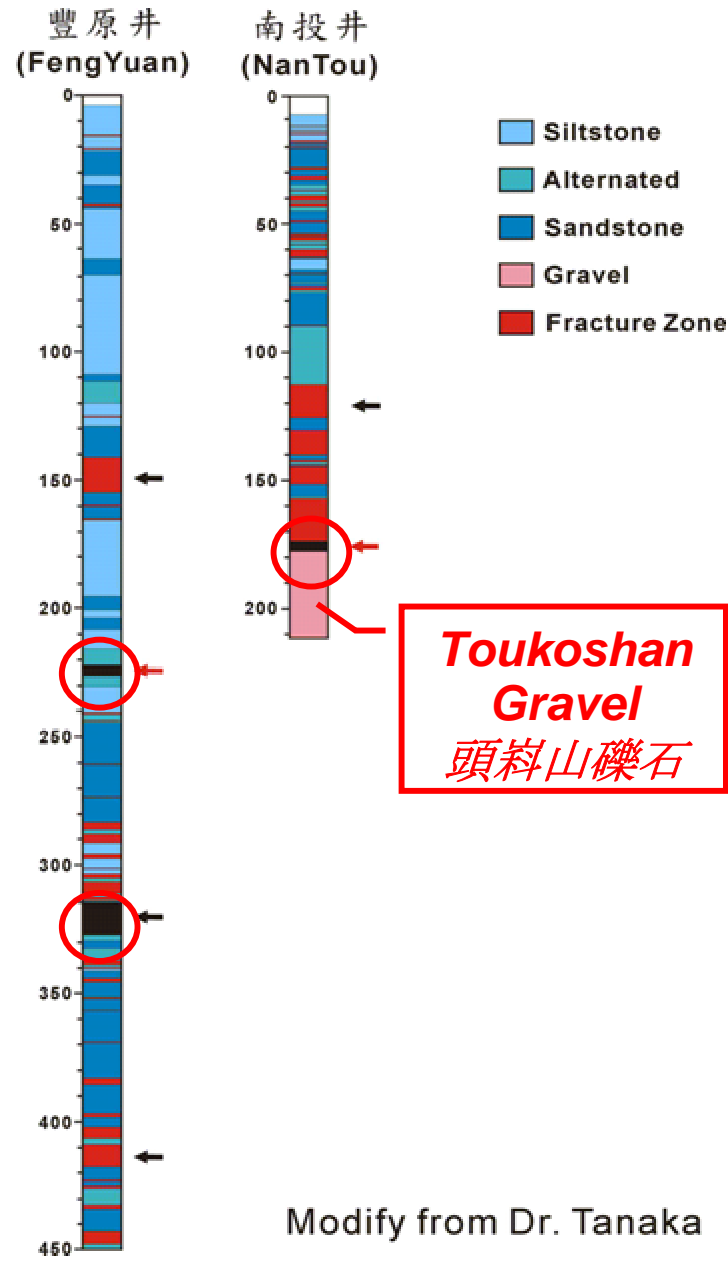 豐原井
(FengYuan)
南投井
(NanTou)
0
50
100
150
200
250
300
350
400
450
0
50
100
150
200
Siltstone
Alternated
Sandstone
Gravel
Fracture Zone
Toukoshan
Gravel
頭嵙山礫石
Modify from Dr. Tanaka